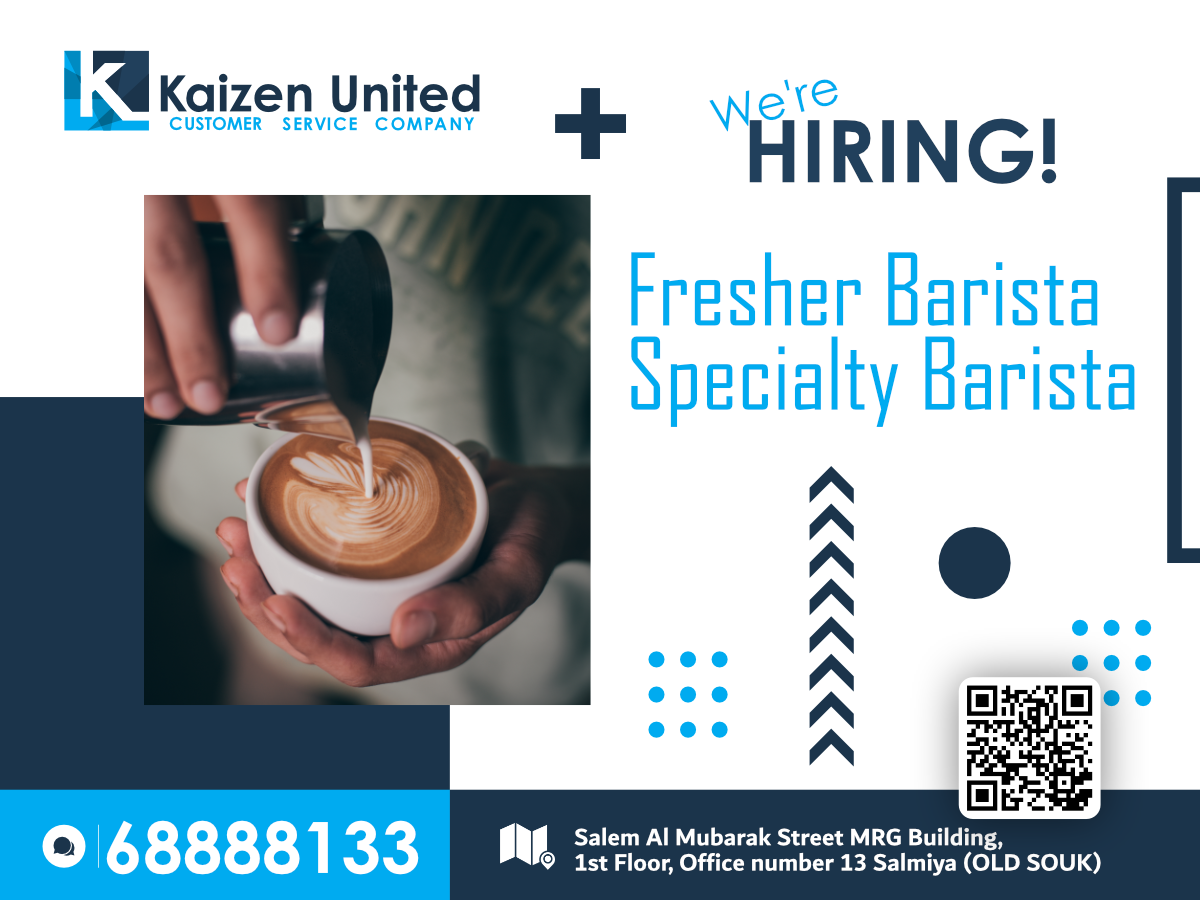 K
Kaizen United
CUSTOMER SERVICE COMPANY
We're
HIRING!
Fresher Barista
Specialty Barista
68888133
Salem Al Mubarak Street MRG Building,
1st Floor, Office number 13 Salmiya (OLD SOUK)